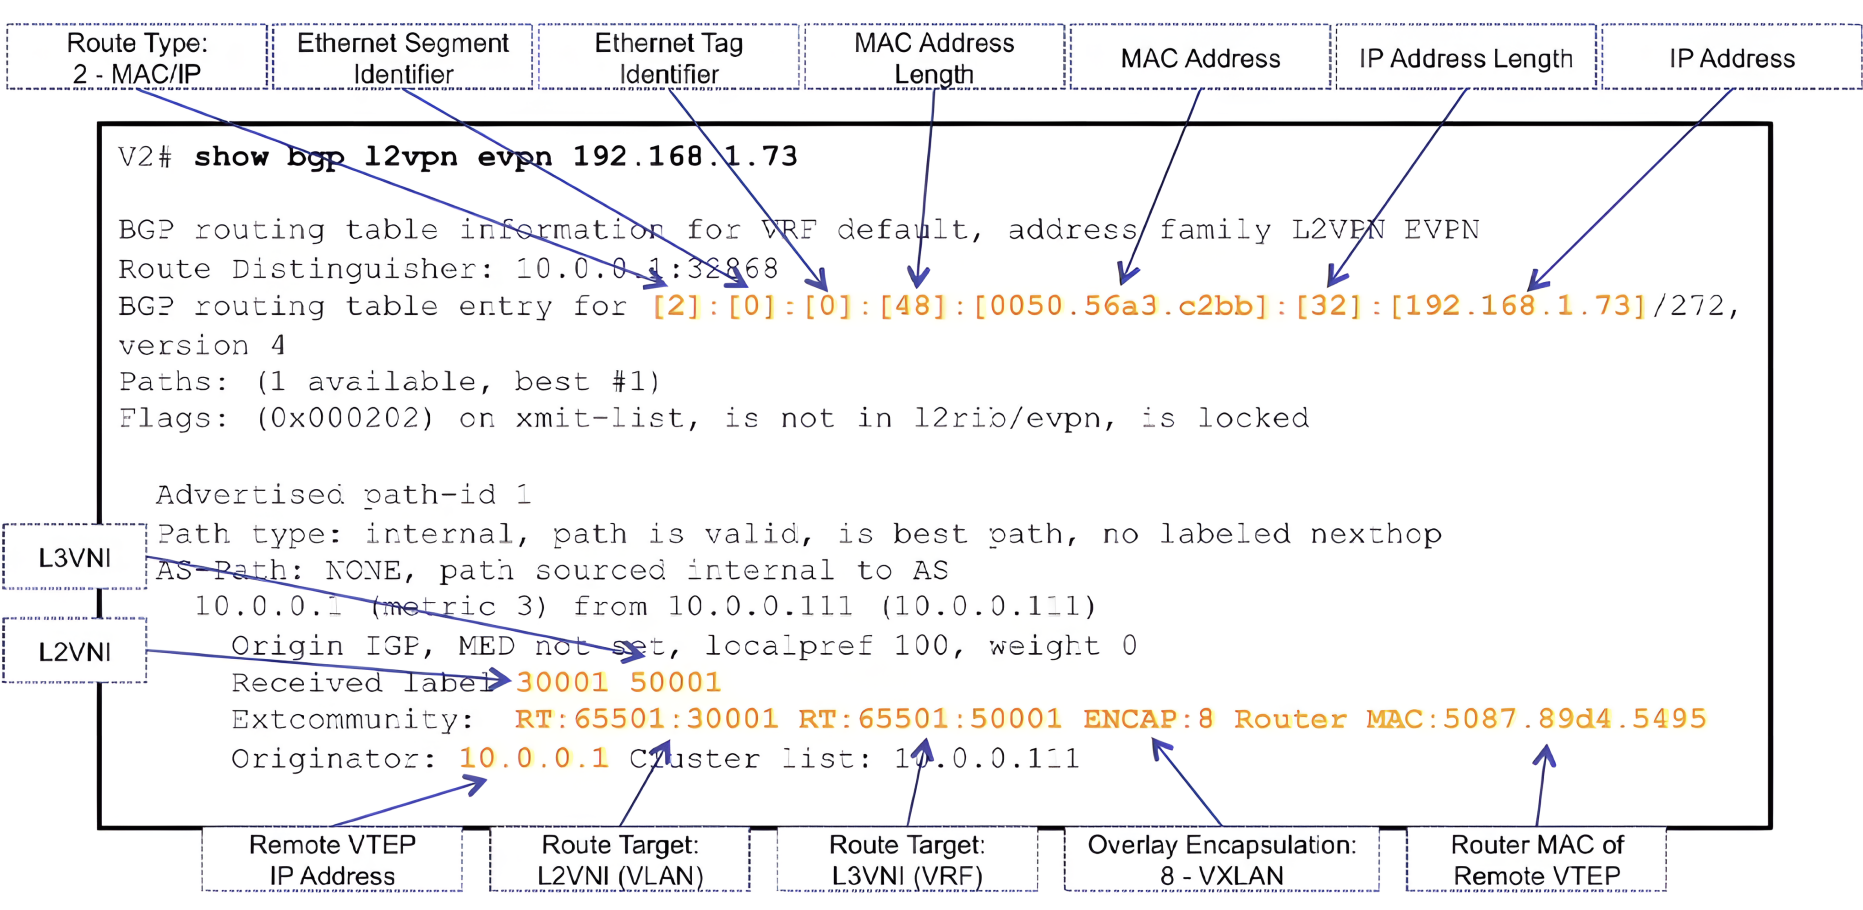 Route Type:
2 - MAC/IP
Ethernet Segment
Identifier
Ethernet Tag
Identifier
MAC Address
Length
MAC Address
IP Address Length
IP Address
V2# show bgp l2vpn evpn 192.168.1.73
BGP routing table information for VRF default, address family L2VPN EVPN
Route Distinguisher: 10.0.0.1:32868
BGP routing table entry for [2]:[0]:[0]:[48]:[0050.56a3.c2bb]:[32]:[192.168.1.73]/272,
version 4
Paths: (1 available, best #1)
Flags: (0x000202) on xmit-list, is not in l2rib/evpn, is locked
Advertised path-id 1
Path type: internal, path is valid, is best path, no labeled nexthop
L3VNI
AS-Path: NONE, path sourced internal to AS
10.0.0.1 (metric 3) from 10.0.0.111 (10.0.0.111)
Origin IGP, MED not set, localpref 100, weight 0
L2VNI
Received label 30001 50001
Extcommunity: RT:65501:30001 RT:65501:50001 ENCAP:8 Router MAC:5087.89d4.5495
Originator: 10.0.0.1 Cluster list: 10.0.0.111
Remote VTEP
IP Address
Route Target:
L2VNI (VLAN)
Route Target:
L3VNI (VRF)
Overlay Encapsulation:
8 - VXLAN
Router MAC of
Remote VTEP